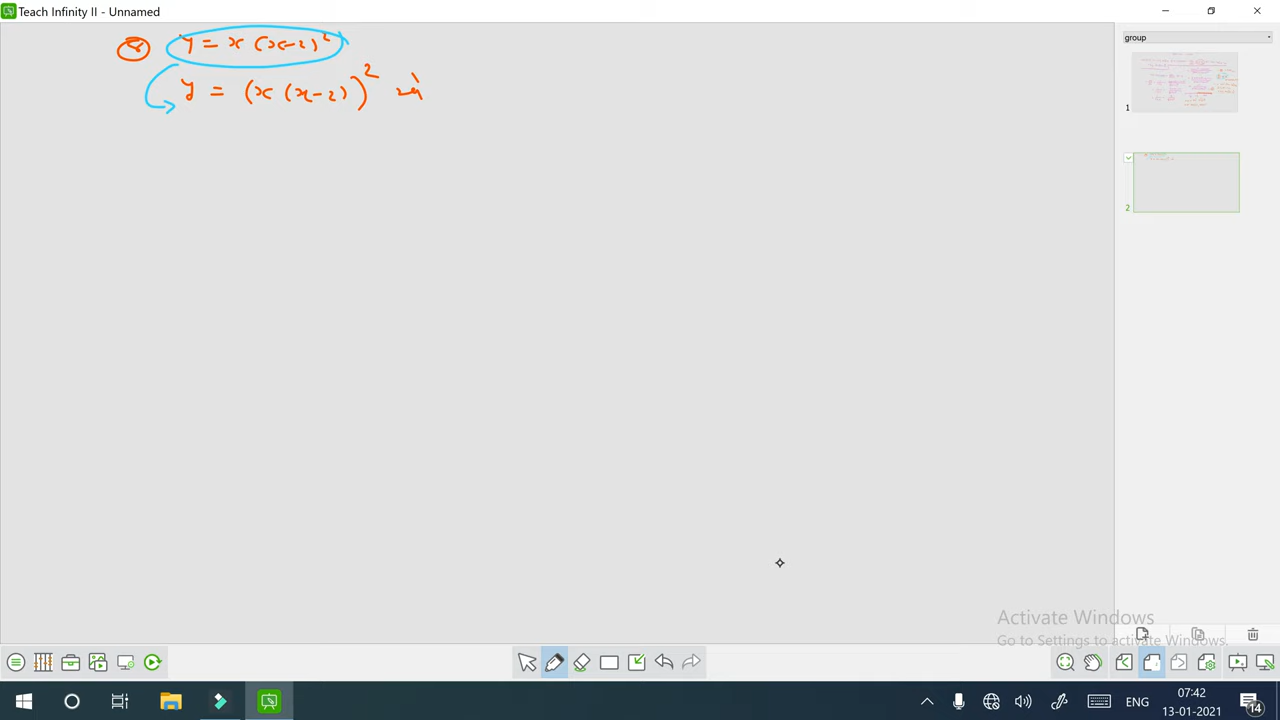 Teach Infinity II - Unnamed
y = x (x-2)²
y = (x (x-2))²
group
1
2
Activate Windows
Go to Settings to activate Windows.
ENG
07:42
13-01-2021
14